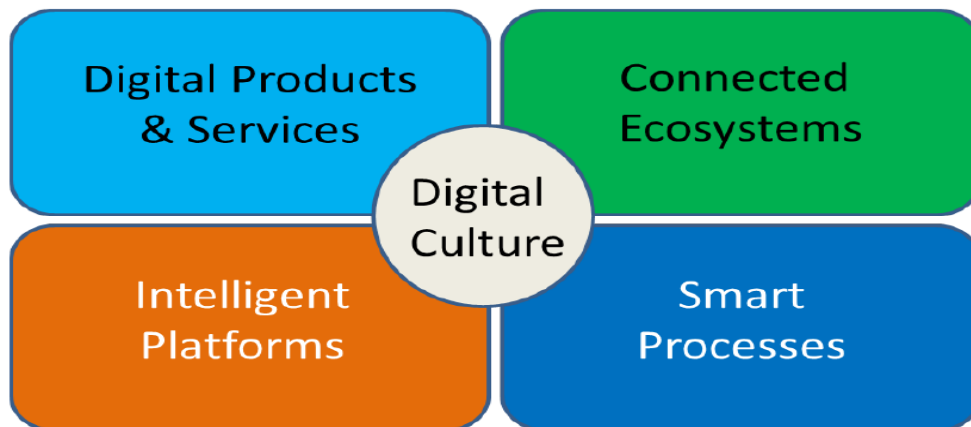 Digital Products
& Services
Connected
Ecosystems
Digital
Culture
Intelligent
Platforms
Smart
Processes